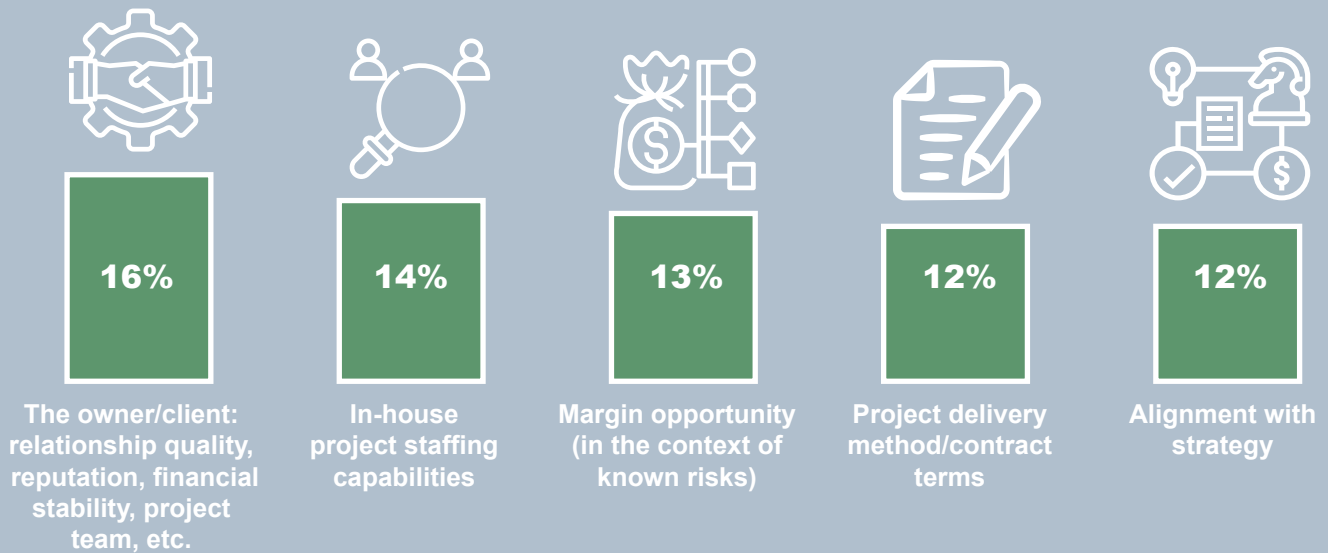 16%
14%
13%
12%
12%
The owner/client:
relationship quality,
reputation, financial
stability, project
team, etc.
In-house
project staffing
capabilities
Margin opportunity
(in the context of
known risks)
Project delivery
method/contract
terms
Alignment with
strategy